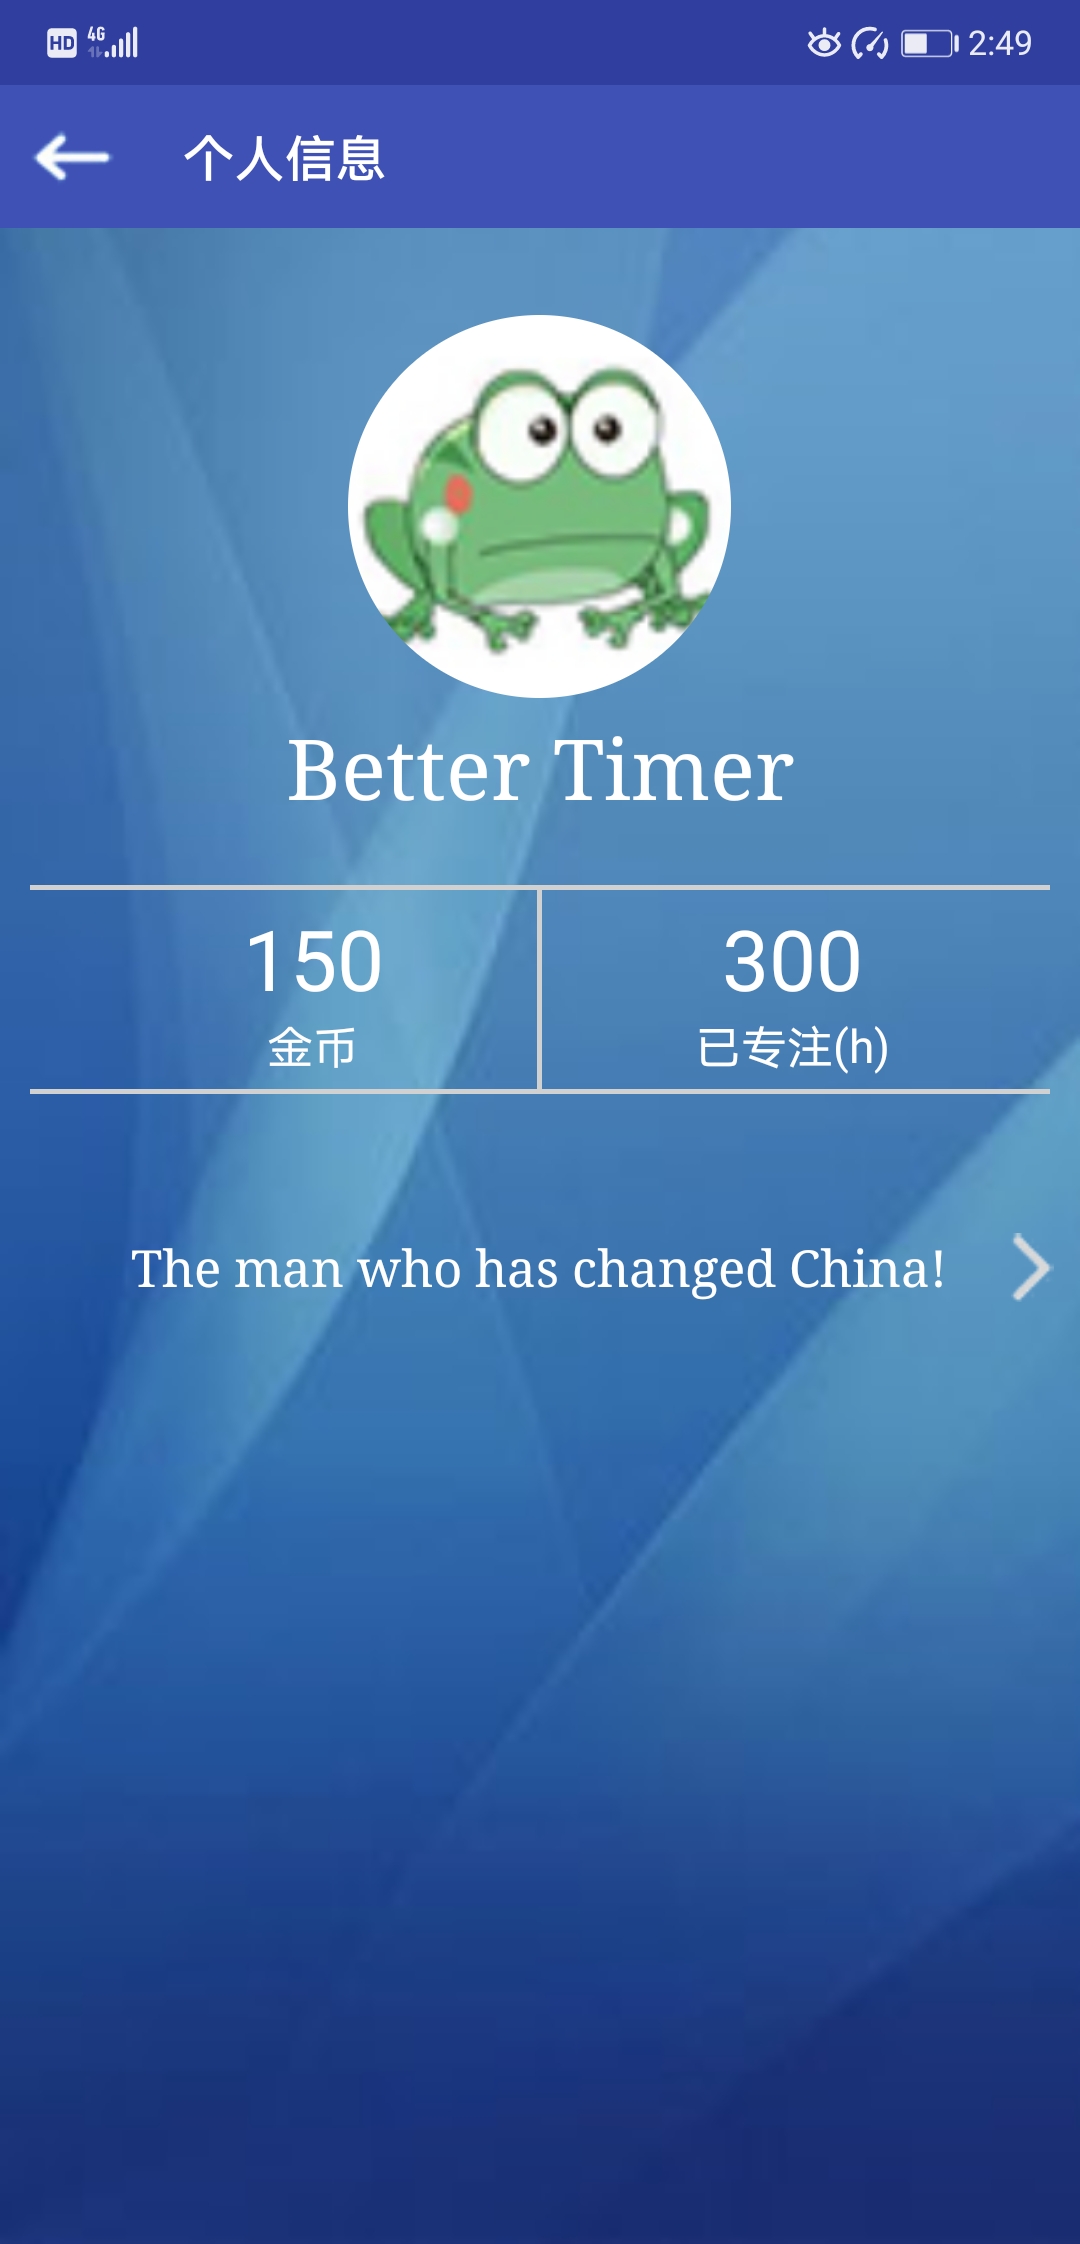 HD 4G 2:49
个人信息
Better Timer
150 300
金币 已专注(h)
The man who has changed China!